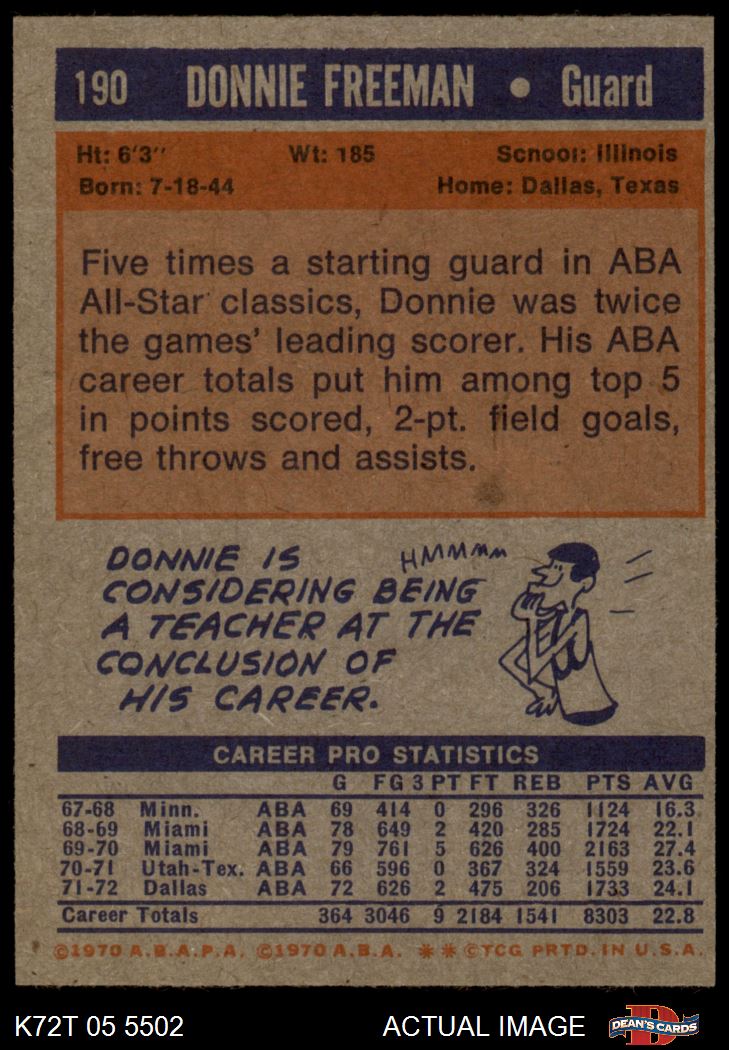 190 DONNIE FREEMAN • Guard
Ht: 6'3" Wt: 185 School: Illinois
Born: 7-18-44 Home: Dallas, Texas
Five times a starting guard in ABA
All-Star classics, Donnie was twice
the games' leading scorer. His ABA
career totals put him among top 5
in points scored, 2-pt. field goals,
free throws and assists.
DONNIE IS
CONSIDERING BEING
A TEACHER AT THE
CONCLUSION OF
HIS CAREER.
HMMMMM
CAREER PRO STATISTICS
G FG 3 PT FT REB PTS AVG
67-68 Minn. ABA 69 414 0 296 326 1124 16.3
68-69 Miami ABA 78 649 2 420 285 1724 22.1
69-70 Miami ABA 79 761 5 626 400 2163 27.4
70-71 Utah-Tex. ABA 66 596 0 367 324 1559 23.6
71-72 Dallas ABA 72 626 2 475 206 1733 24.1
Career Totals 364 3046 9 2184 1541 8303 22.8
©1970 A.B.A.P.A. ©1970 A.B.A. ** ©TCG PRTD. IN U.S.A.
K72T 05 5502 ACTUAL IMAGE DEAN'S CARDS